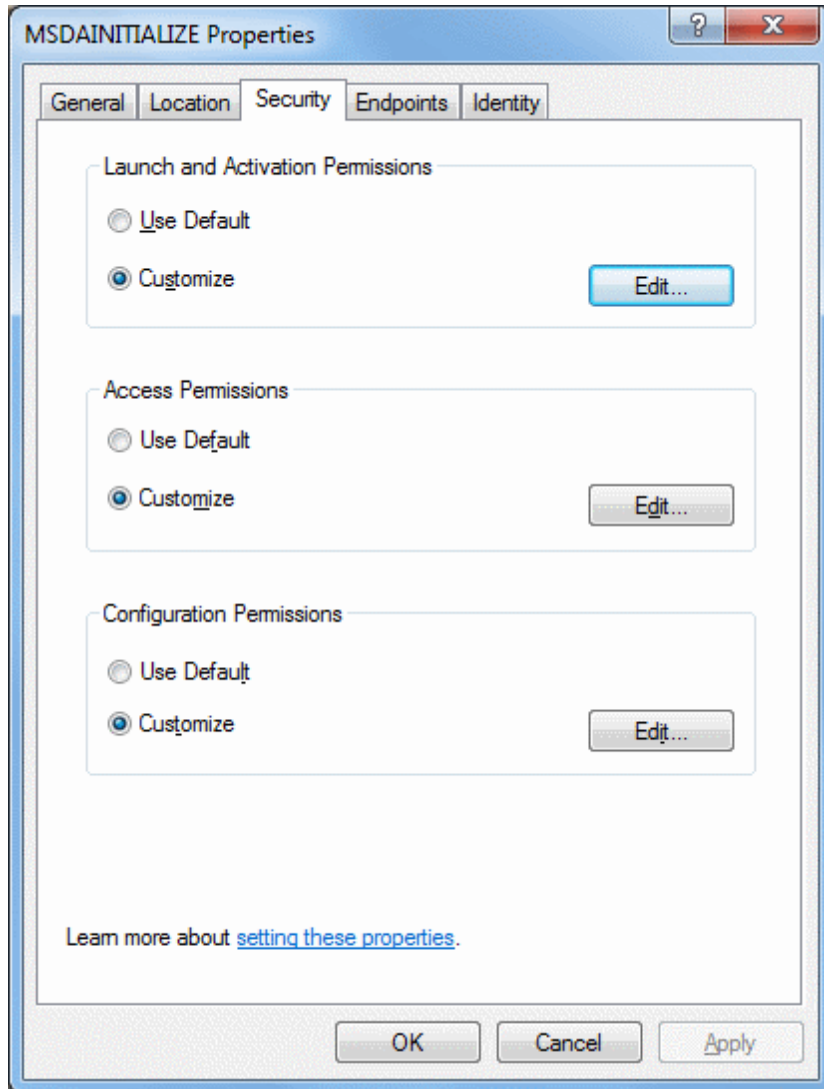 MSDAINITIALIZE Properties
General Location Security Endpoints Identity
Launch and Activation Permissions
Use Default
Customize
Edit...
Access Permissions
Use Default
Customize
Edit...
Configuration Permissions
Use Default
Customize
Edit...
Learn more about setting these properties.
OK Cancel Apply